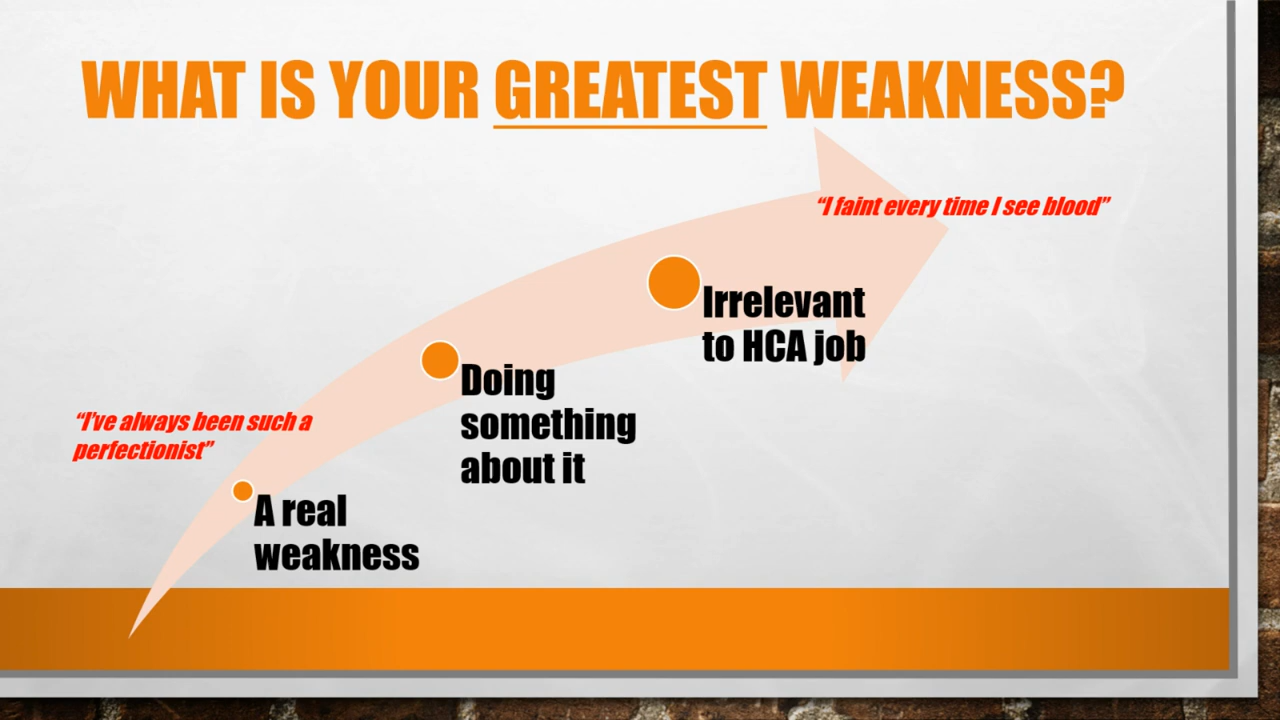 WHAT IS YOUR GREATEST WEAKNESS?
“I faint every time I see blood”
Irrelevant
to HCA job
Doing
something
about it
“I’ve always been such a
perfectionist”
A real
weakness